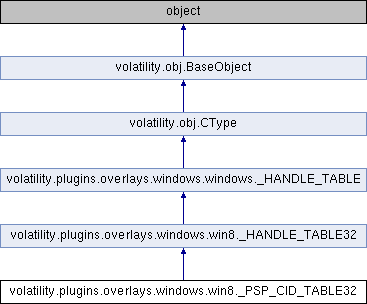 object
volatility.obj.BaseObject
volatility.obj.CType
volatility.plugins.overlays.windows.windows._HANDLE_TABLE
volatility.plugins.overlays.windows.win8._HANDLE_TABLE32
volatility.plugins.overlays.windows.win8._PSP_CID_TABLE32